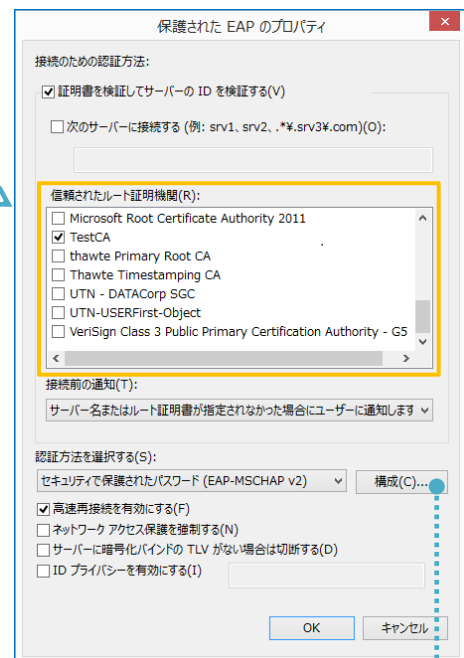 保護された EAP のプロパティ
×
接続のための認証方法:
証明書を検証してサーバーの ID を検証する(V)
次のサーバーに接続する (例: srv1、srv2、.*¥.srv3¥.com)(O):
信頼されたルート証明機関(R):
Microsoft Root Certificate Authority 2011
TestCA
thawte Primary Root CA
Thawte Timestamping CA
UTN - DATACorp SGC
UTN-USERFirst-Object
VeriSign Class 3 Public Primary Certification Authority - G5
接続前の通知(T):
サーバー名またはルート証明書が指定されなかった場合にユーザーに通知します
認証方法を選択する(S):
セキュリティで保護されたパスワード (EAP-MSCHAP v2)
構成(C)...
高速再接続を有効にする(F)
ネットワーク アクセス保護を強制する(N)
サーバーに暗号化バインドの TLV がない場合は切断する(D)
ID プライバシーを有効にする(I)
OK
キャンセル